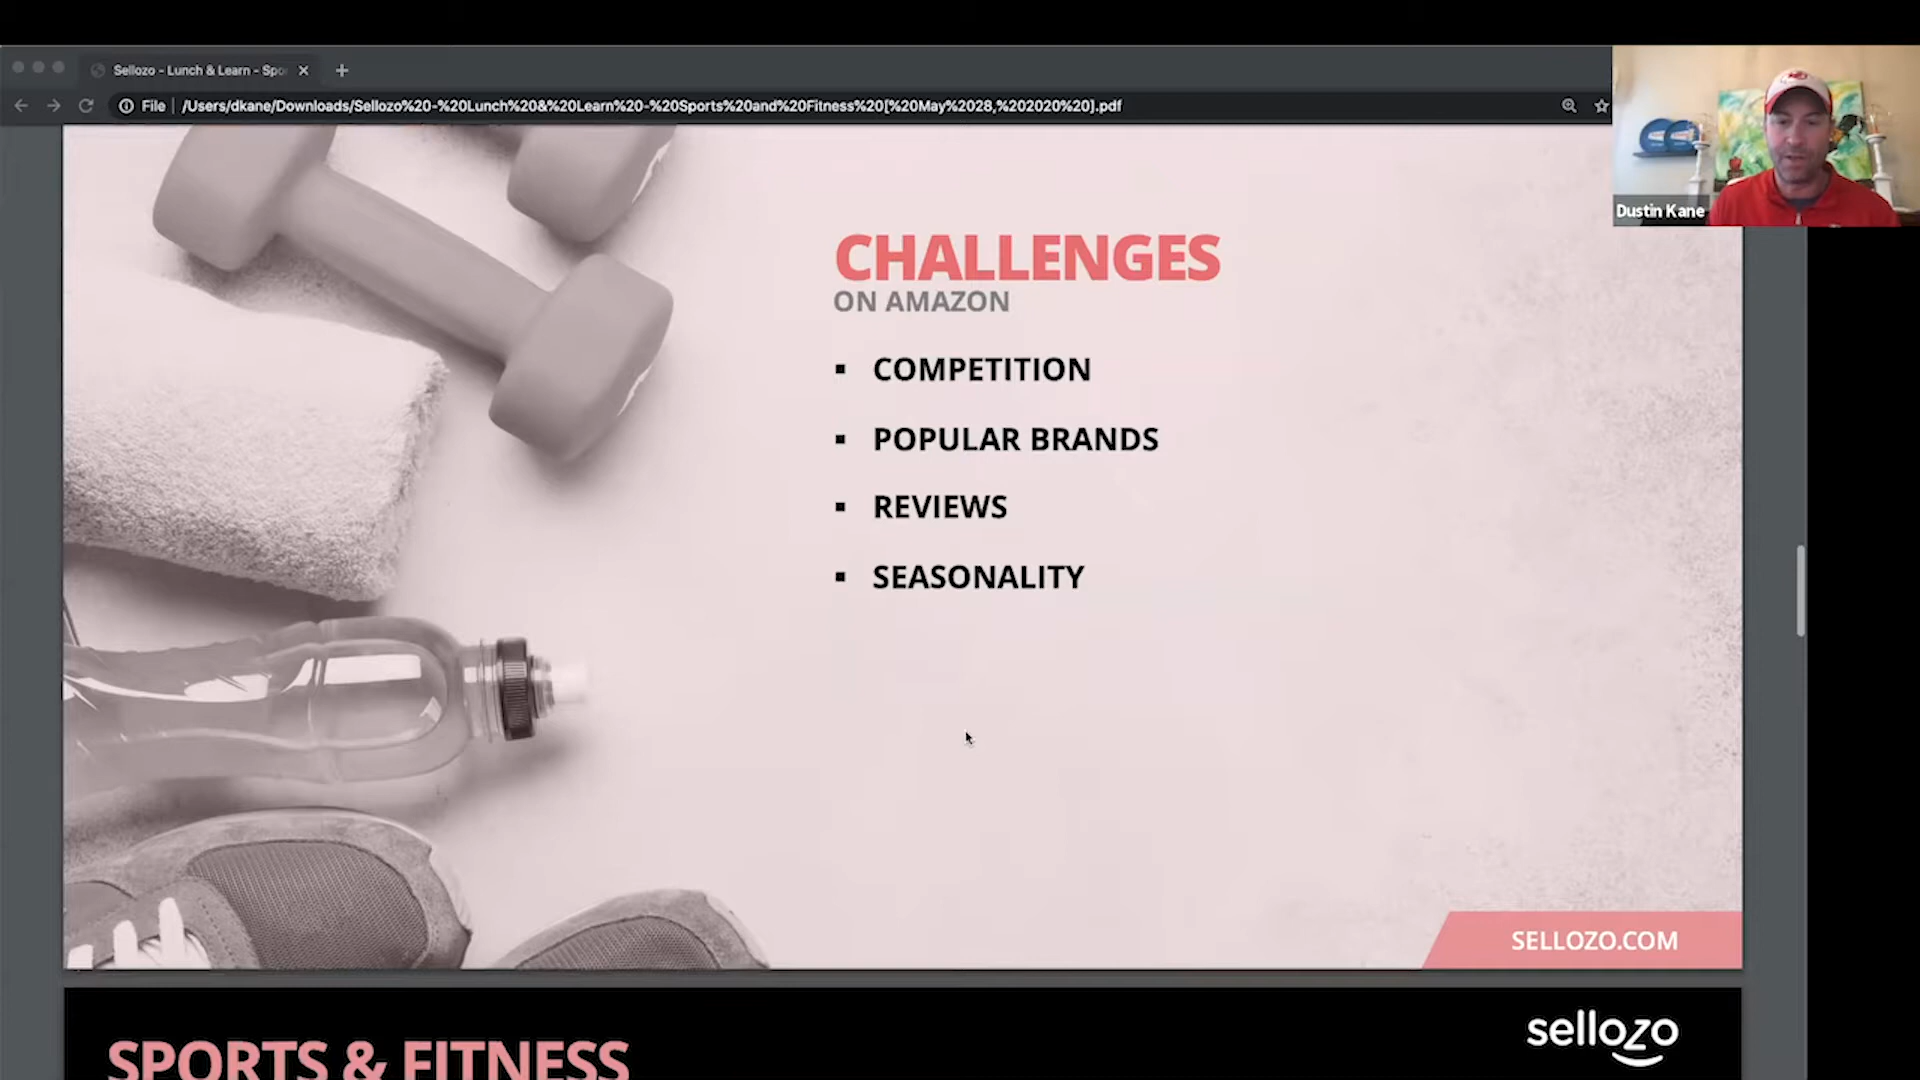 Sellozo - Lunch & Learn - Spo
File | /Users/dkane/Downloads/Sellozo%20-%20Lunch%20&%20Learn%20-%20Sports%20and%20Fitness%20[%20May%2028,%202020%20].pdf
Dustin Kane
CHALLENGES
ON AMAZON
▪ COMPETITION
▪ POPULAR BRANDS
▪ REVIEWS
▪ SEASONALITY
SELLOZO.COM
sellozo
SPORTS & FITNESS